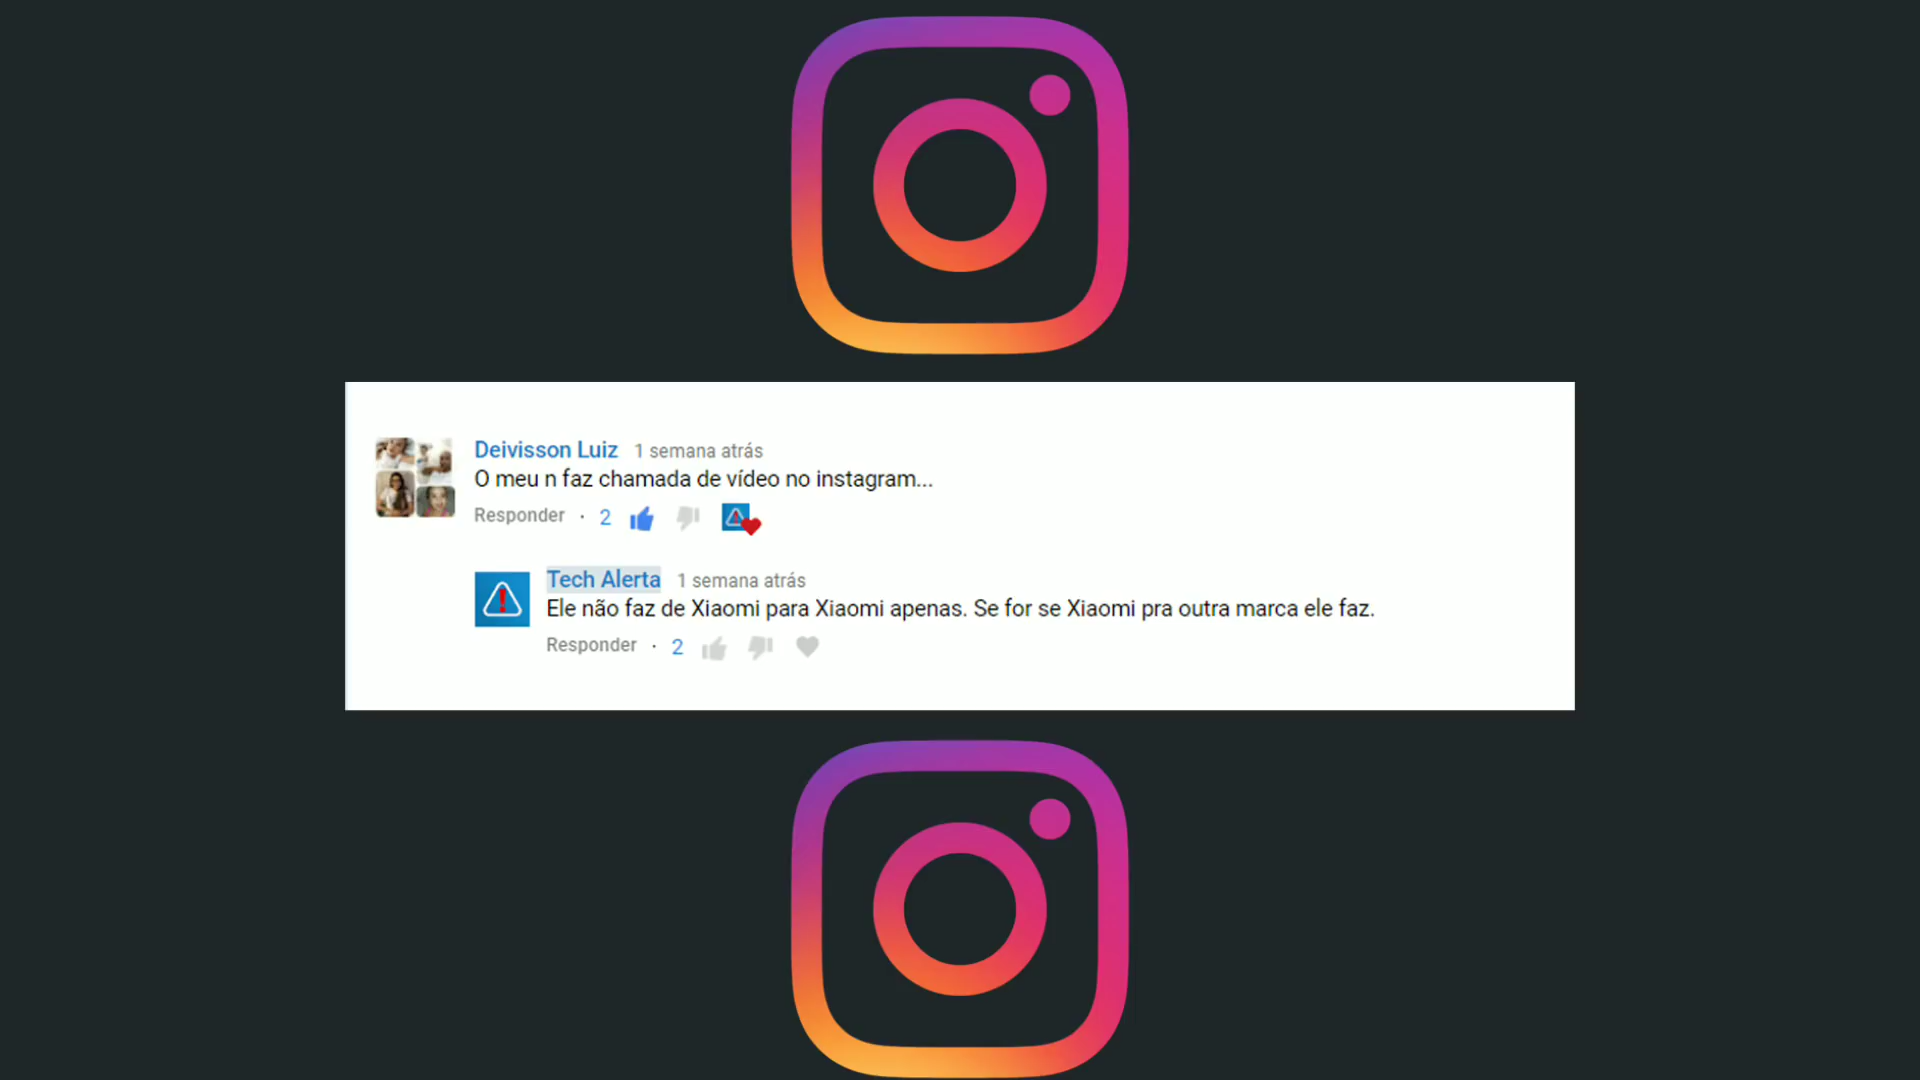 Deivisson Luiz 1 semana atrás
O meu n faz chamada de vídeo no instagram...
Responder · 2
Tech Alerta 1 semana atrás
Ele não faz de Xiaomi para Xiaomi apenas. Se for se Xiaomi pra outra marca ele faz.
Responder · 2